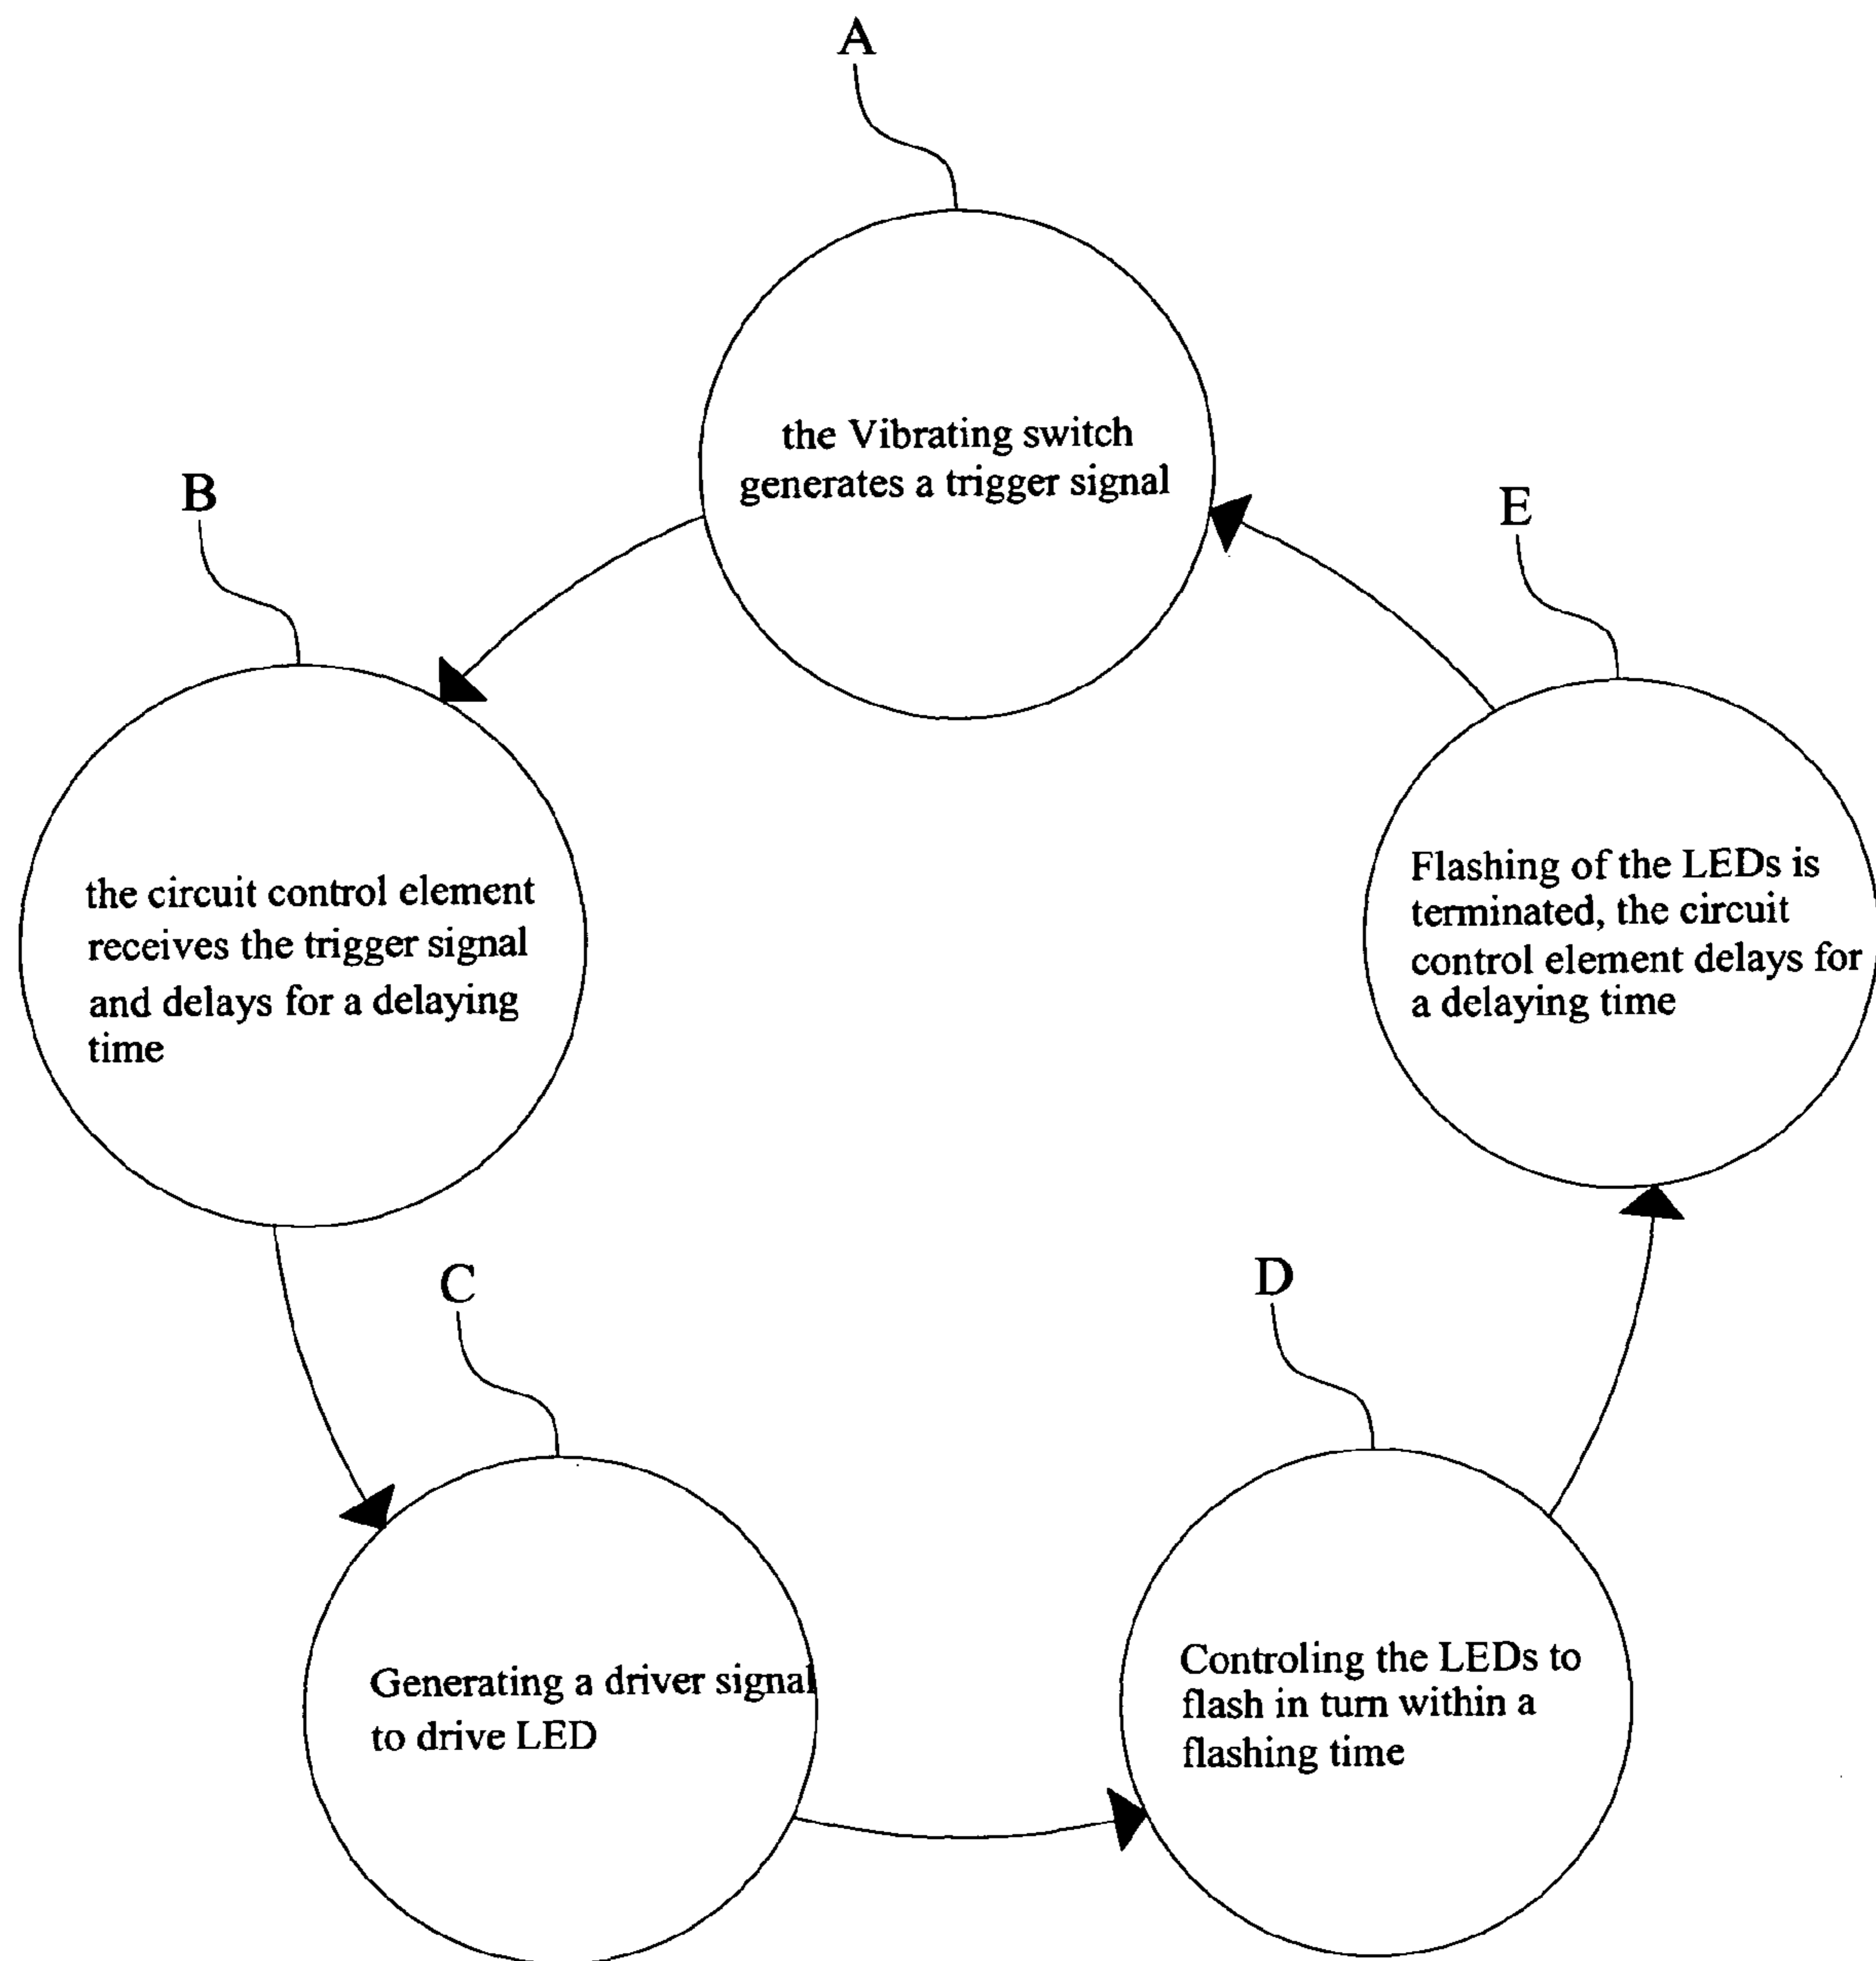 A
the Vibrating switch
generates a trigger signal
B
the circuit control element
receives the trigger signal
and delays for a delaying
time
C
Generating a driver signal
to drive LED
D
Controling the LEDs to
flash in turn within a
flashing time
E
Flashing of the LEDs is
terminated, the circuit
control element delays for
a delaying time